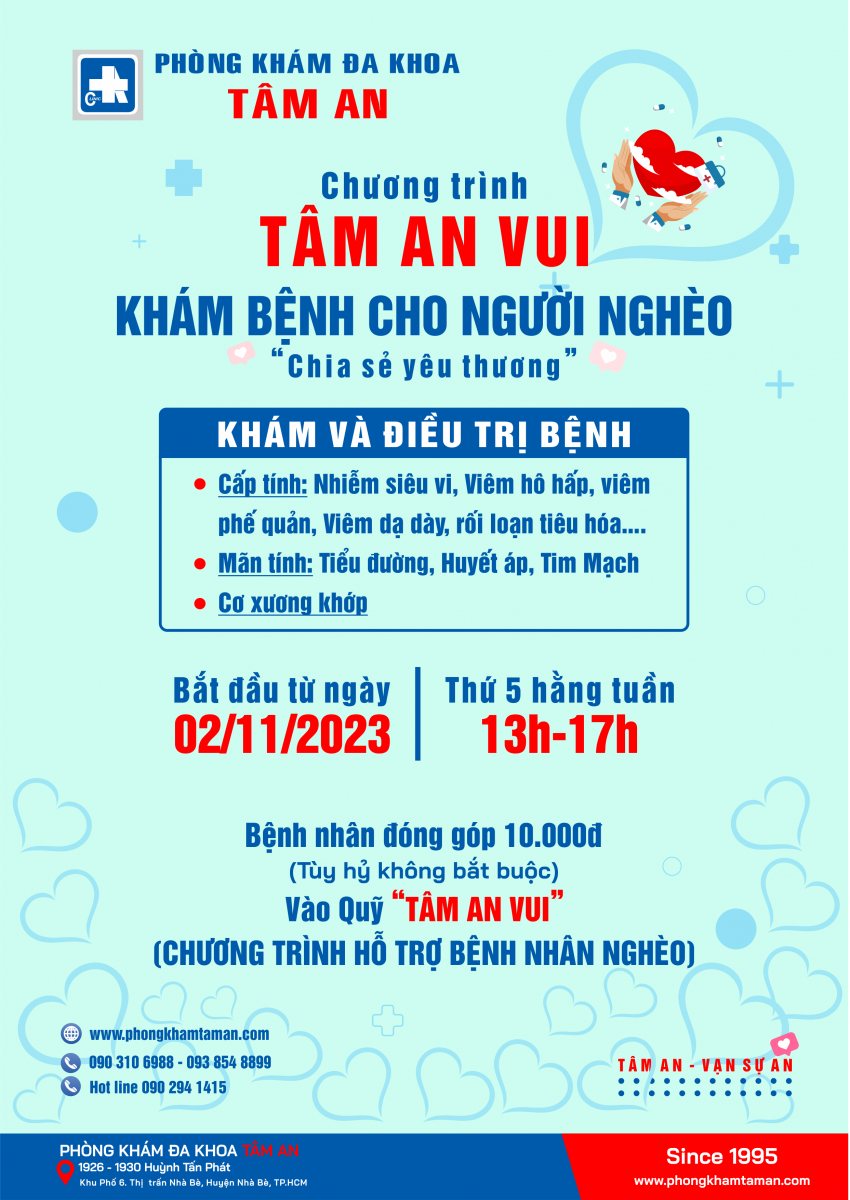 PHÒNG KHÁM ĐA KHOA
TÂM AN
Chương trình
TÂM AN VUI
KHÁM BỆNH CHO NGƯỜI NGHÈO
“Chia sẻ yêu thương”
KHÁM VÀ ĐIỀU TRỊ BỆNH
Cấp tính: Nhiễm siêu vi, Viêm hô hấp, viêm
phế quản, Viêm dạ dày, rối loạn tiêu hóa....
Mãn tính: Tiểu đường, Huyết áp, Tim Mạch
Cơ xương khớp
Bắt đầu từ ngày
02/11/2023
Thứ 5 hằng tuần
13h-17h
Bệnh nhân đóng góp 10.000đ
(Tùy hỷ không bắt buộc)
Vào Quỹ “TÂM AN VUI”
(CHƯƠNG TRÌNH HỖ TRỢ BỆNH NHÂN NGHÈO)
www.phongkhamtaman.com
090 310 6988 - 093 854 8899
Hot line 090 294 1415
TÂM AN - VẠN SỰ AN
PHÒNG KHÁM ĐA KHOA TÂM AN
1926 - 1930 Huỳnh Tấn Phát
Khu Phố 6. Thị trấn Nhà Bè, Huyện Nhà Bè, TP.HCM
Since 1995
www.phongkhamtaman.com